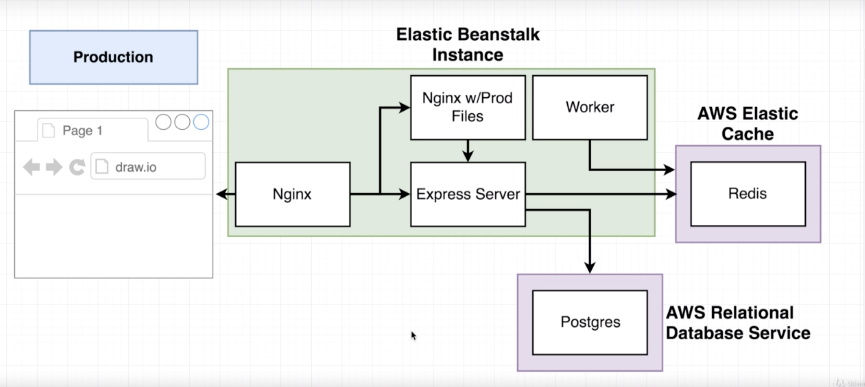 Elastic Beanstalk
Instance
Production
Nginx w/Prod
Files
Worker
AWS Elastic
Cache
Page 1
draw.io
Nginx
Express Server
Redis
Postgres
AWS Relational
Database Service